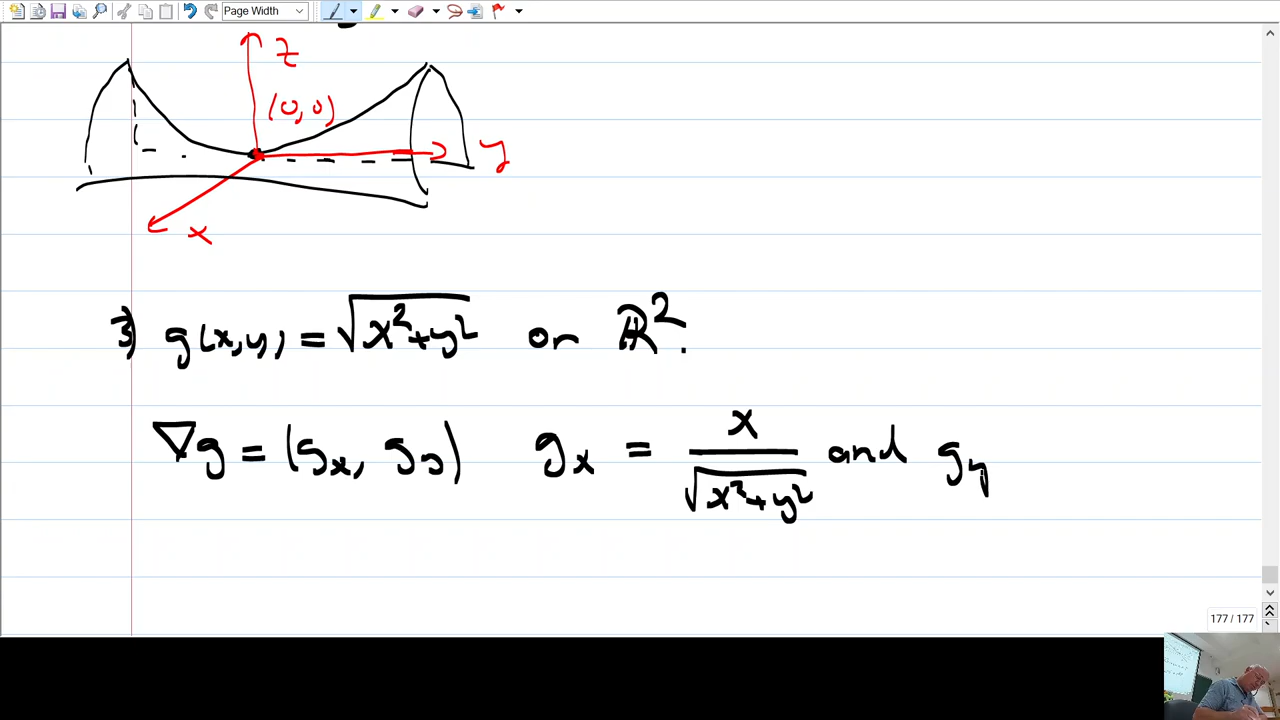 Page Width
z
(0,0)
y
x
3) g(x,y) = √(x²+y²) on ℝ².
∇g = (gx, gy) gx = x/√(x²+y²) and gy
177 / 177